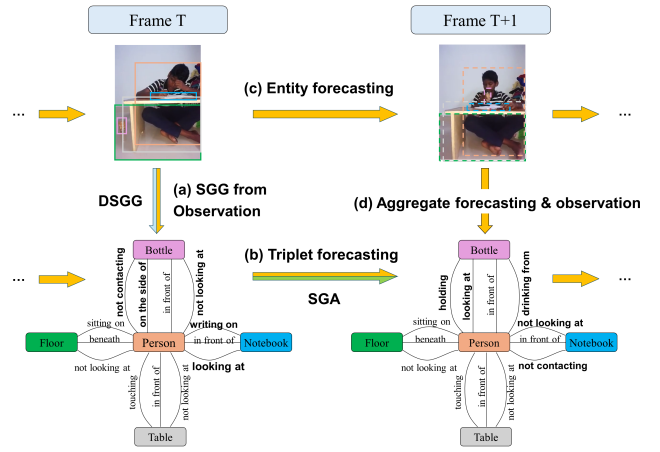 Frame T
Frame T+1
(c) Entity forecasting
...
...
DSGG
(a) SGG from
Observation
(d) Aggregate forecasting & observation
Bottle
(b) Triplet forecasting
SGA
Bottle
...
...
not contacting
on the side of
in front of
not looking at
holding
looking at
in front of
drinking from
sitting on
writing on
sitting on
not looking at
Floor
beneath
Person
in front of
Notebook
Floor
beneath
Person
in front of
Notebook
not looking at
looking at
not looking at
not contacting
touching
in front of
not looking at
touching
in front of
not looking at
Table
Table